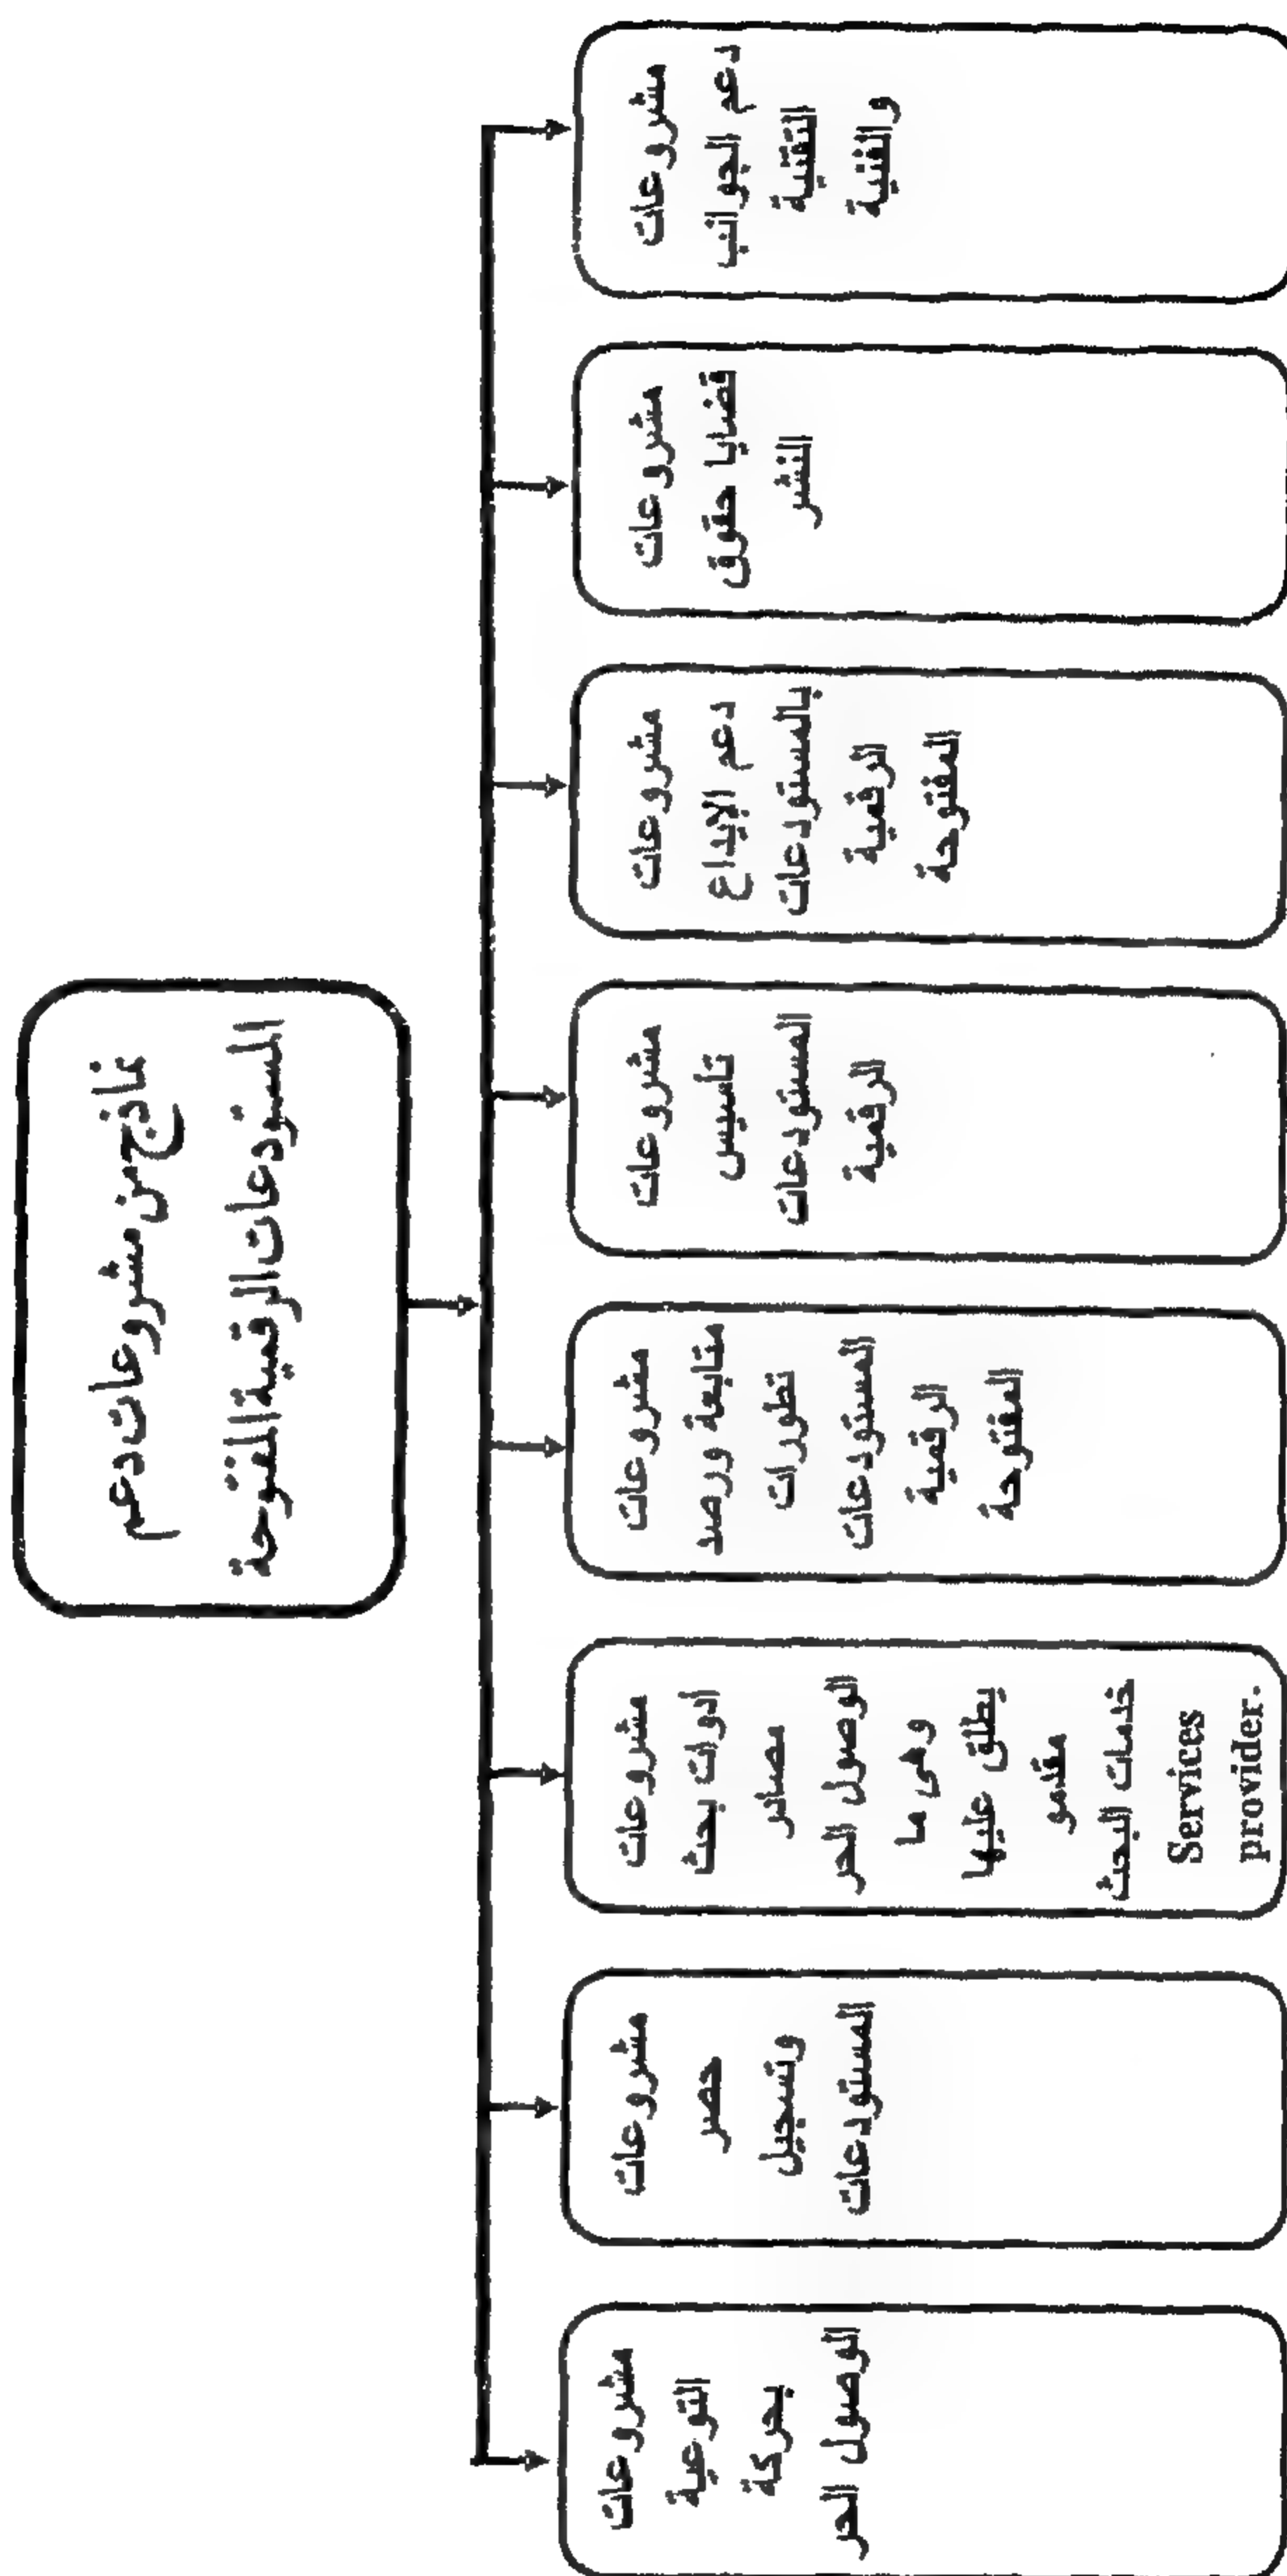 نماذج من مشروعات دعم
المستودعات الرقمية المفتوحة
مشروعات
دعم الجوانب
التقنية
والفنية
مشروعات
قضايا حقوق
النشر
مشروعات
دعم الإيداع
بالمستودعات
الرقمية
المفتوحة
مشروعات
تأسيس
المستودعات
الرقمية
مشروعات
متابعة ورصد
تطورات
المستودعات
الرقمية
المفتوحة
مشروعات
أدوات بحث
مصادر
الوصول الحر
وهى ما
يطلق عليها
مقدمو
خدمات البحث
Services
provider.
مشروعات
حصر
وتسجيل
المستودعات
مشروعات
التوعية
بحركة
الوصول الحر